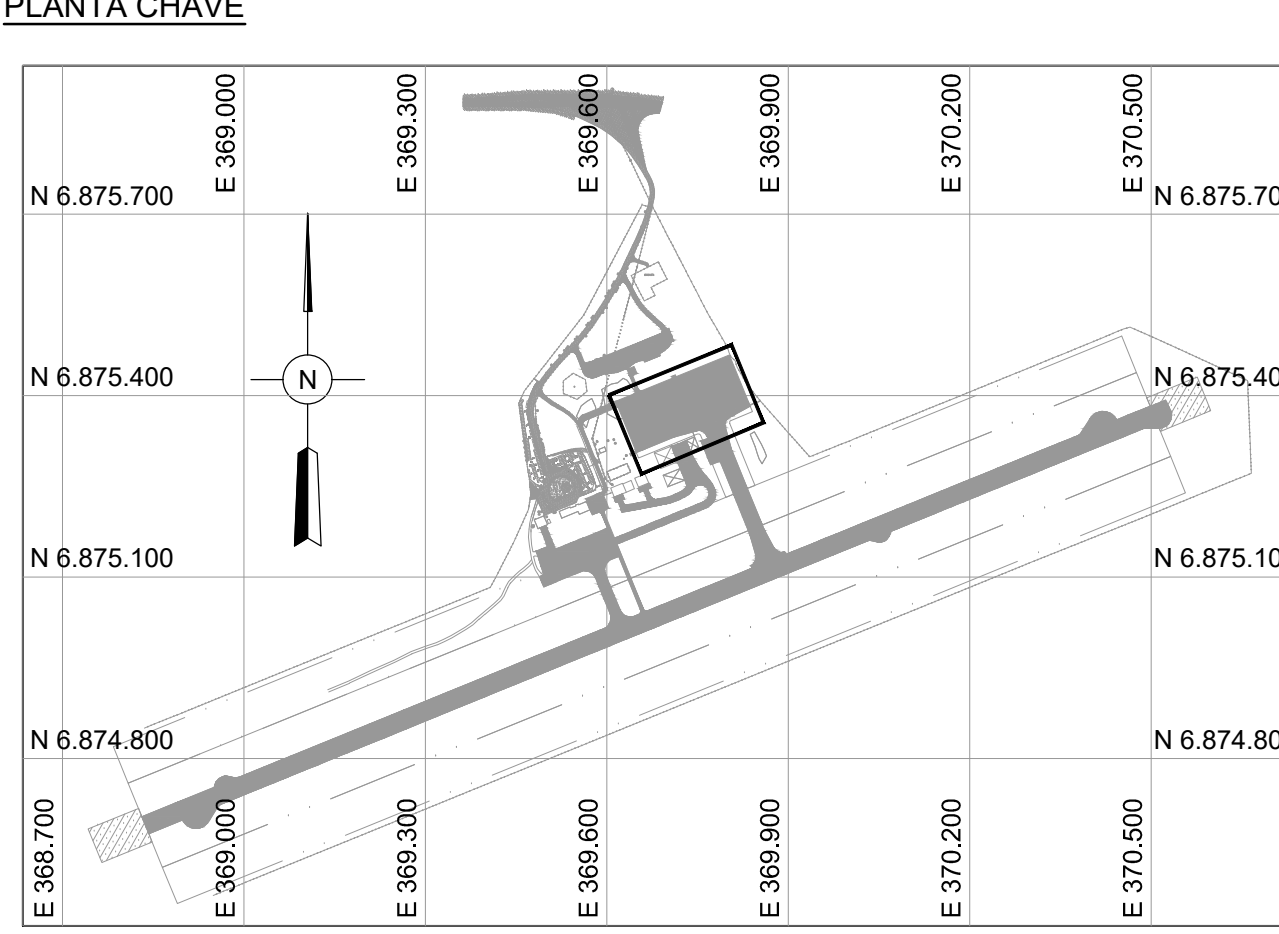 PLANTA CHAVE
E 369.000
E 369.300
E 369.600
E 369.900
E 370.200
E 370.500
N 6.875.700
N 6.875.70
N
N 6.875.400
N 6.875.40
N 6.875.100
N 6.875.10
N 6.874.800
N 6.874.80
E 368.700
E 369.000
E 369.300
E 369.600
E 369.900
E 370.200
E 370.500